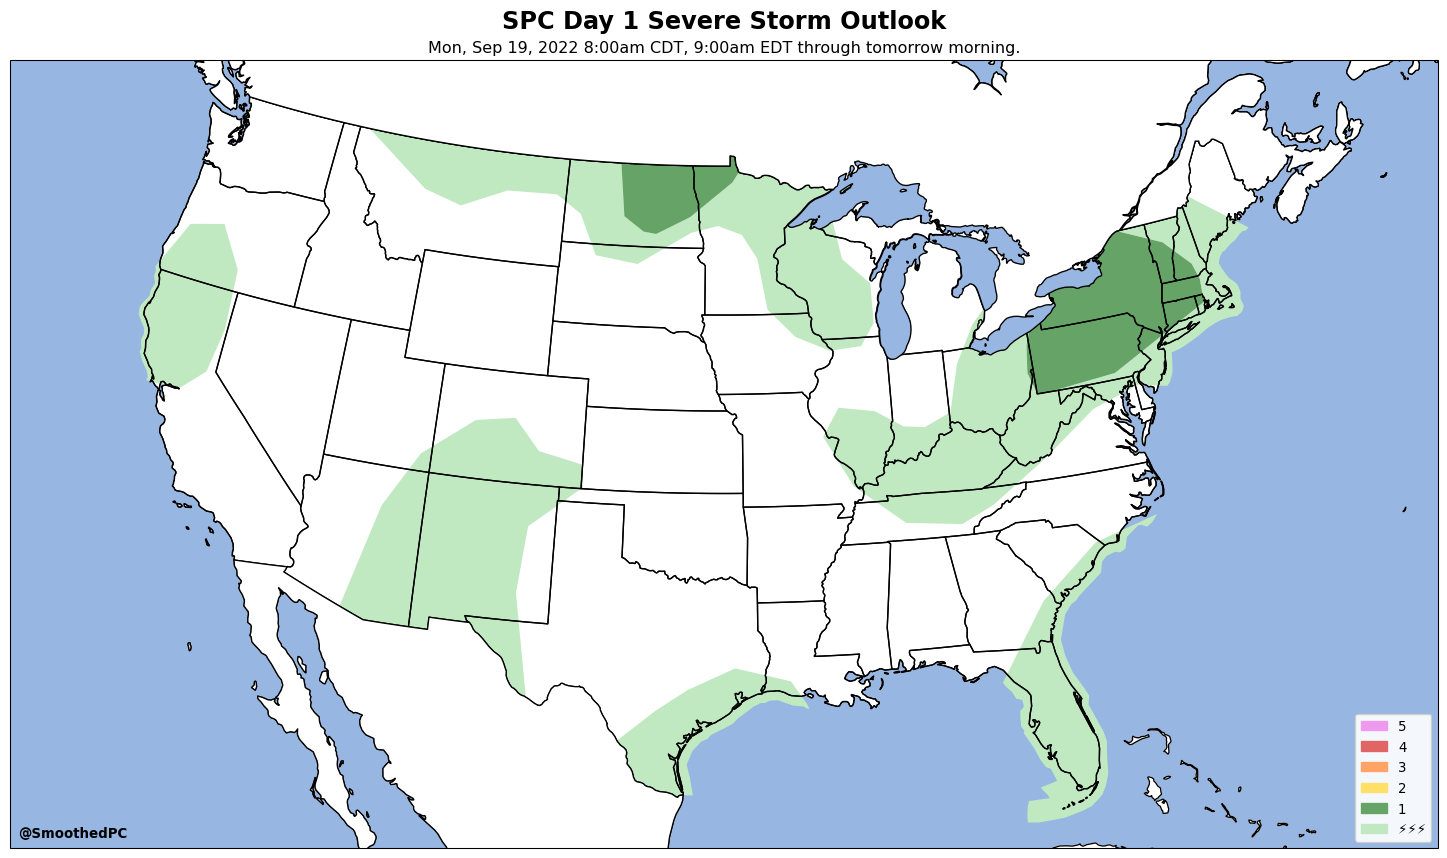 SPC Day 1 Severe Storm Outlook
Mon, Sep 19, 2022 8:00am CDT, 9:00am EDT through tomorrow morning.
5
4
3
2
1
⚡⚡⚡
@SmoothedPC